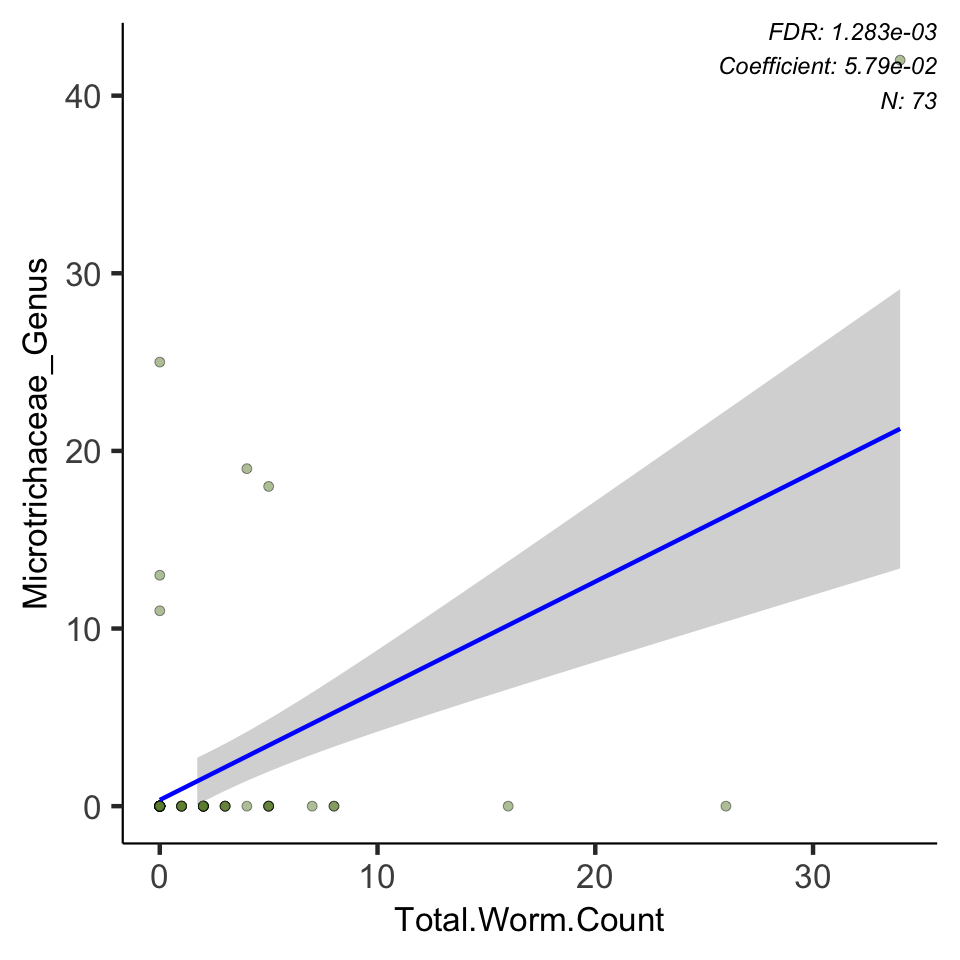 FDR: 1.283e-03
Coefficient: 5.79e-02
N: 73
Microtrichaceae_Genus
40
30
20
10
0
0 10 20 30
Total.Worm.Count